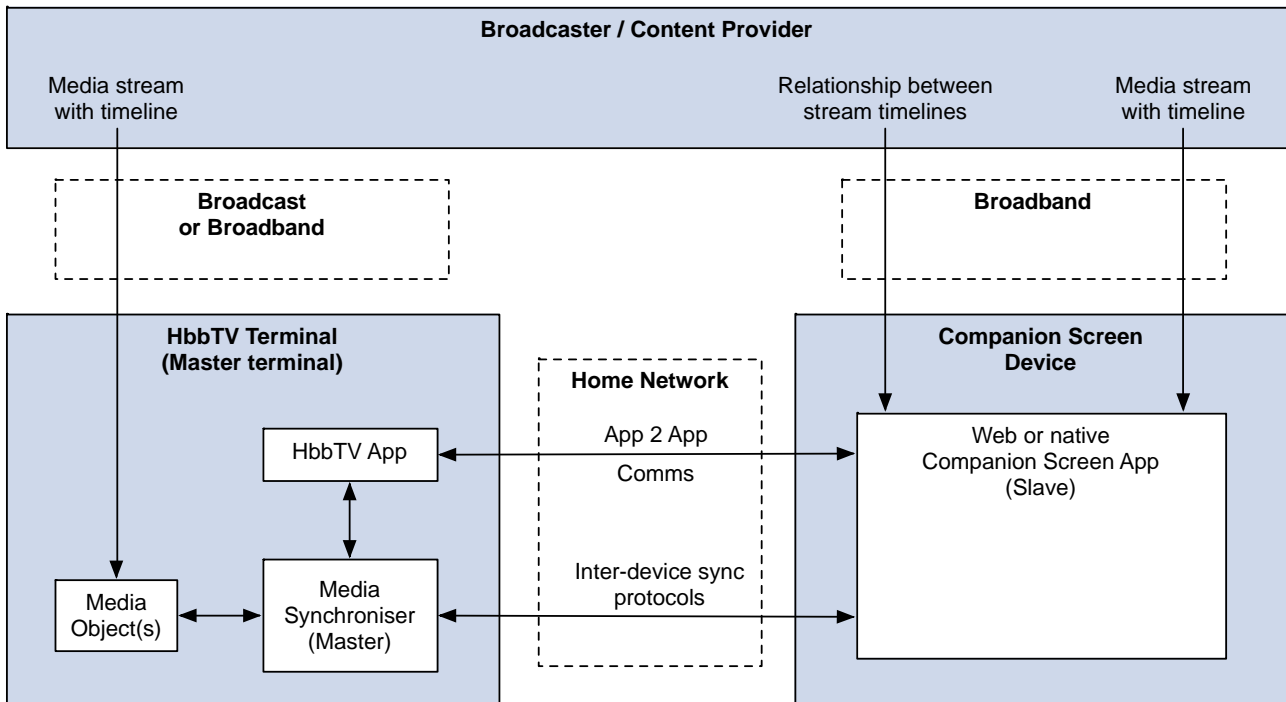 Broadcaster / Content Provider
Media stream
with timeline
Relationship between
stream timelines
Media stream
with timeline
Broadcast
or Broadband
Broadband
HbbTV Terminal
(Master terminal)
Companion Screen
Device
Home Network
HbbTV App
App 2 App
Comms
Web or native
Companion Screen App
(Slave)
Media
Object(s)
Media
Synchroniser
(Master)
Inter-device sync
protocols